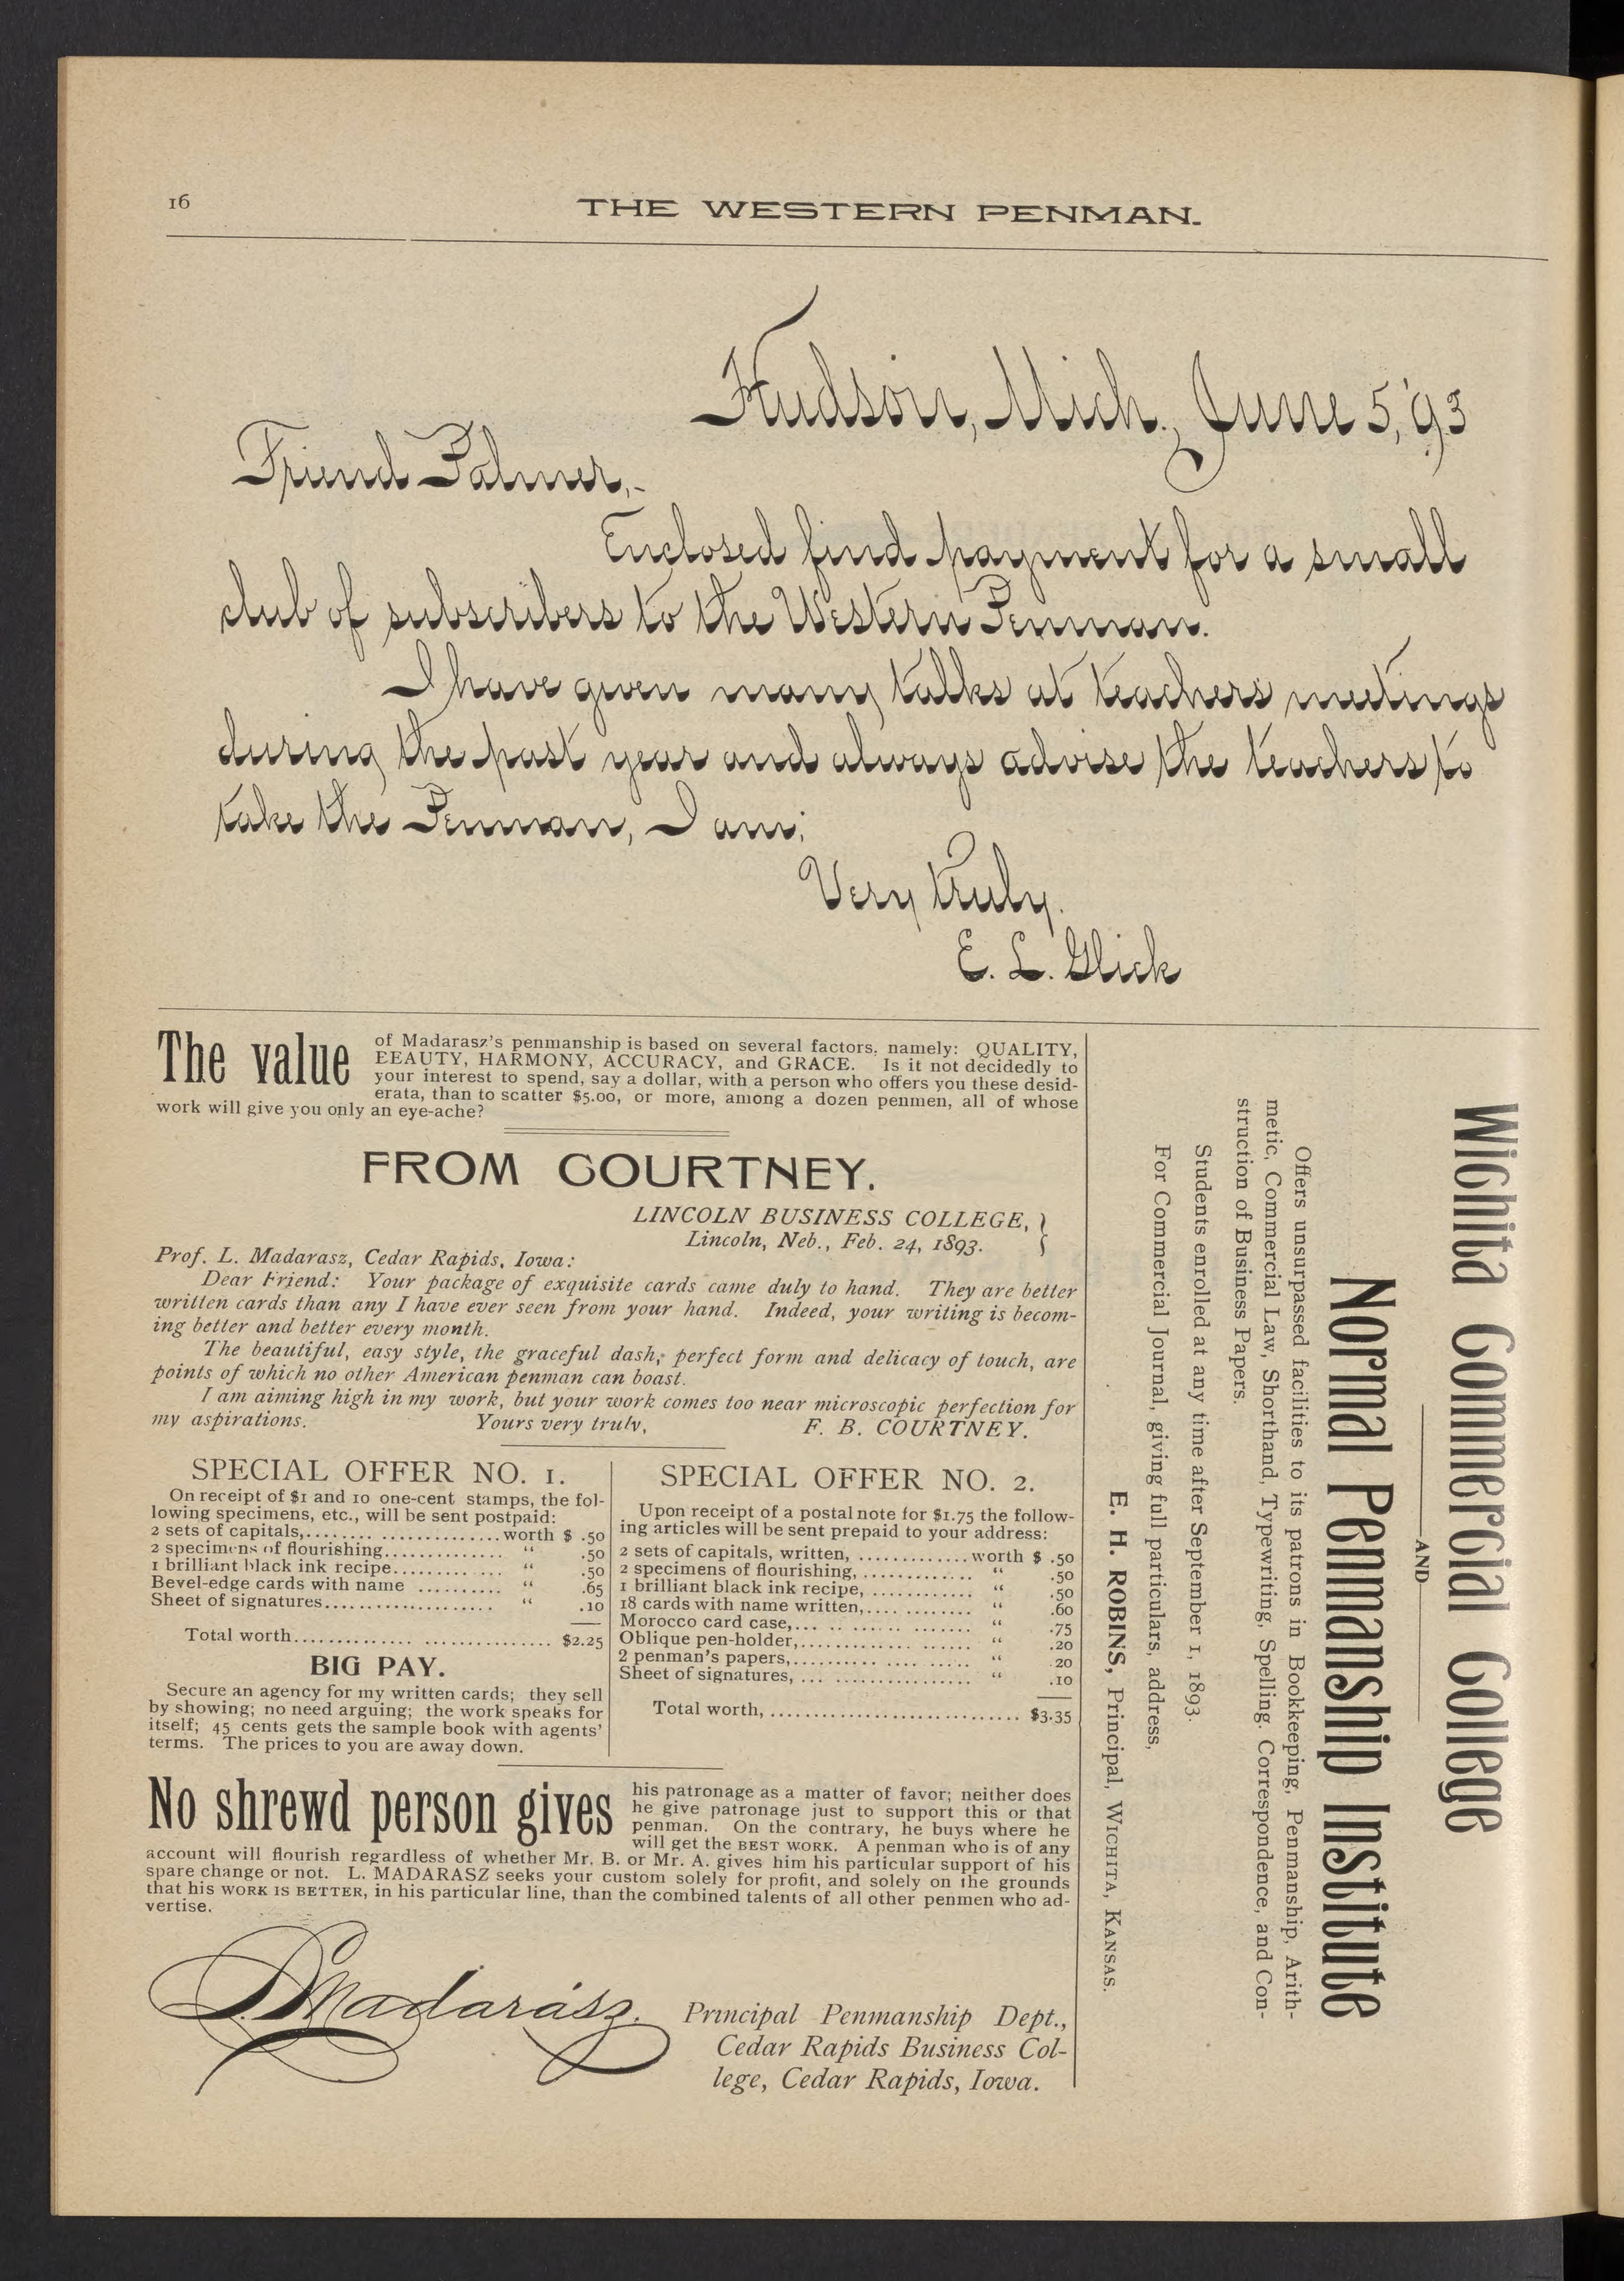 16
THE WESTERN PENMAN.
Hudson, Mich., June 5, '93
Friend Palmer,-
Enclosed find payment for a small
club of subscribers to the Western Penman.
I have given many talks at teachers meetings
during the past year and always advise the teachers to
take the Penman, I am;
Very truly.
E. L. Glick
The value of Madarasz's penmanship is based on several factors, namely: QUALITY,
EEAUTY, HARMONY, ACCURACY, and GRACE. Is it not decidedly to
your interest to spend, say a dollar, with a person who offers you these desid-
erata, than to scatter $5.00, or more, among a dozen penmen, all of whose
work will give you only an eye-ache?
FROM COURTNEY.
LINCOLN BUSINESS COLLEGE, }
Lincoln, Neb., Feb. 24, 1893.
Prof. L. Madarasz, Cedar Rapids, Iowa:
Dear Friend: Your package of exquisite cards came duly to hand. They are better
written cards than any I have ever seen from your hand. Indeed, your writing is becom-
ing better and better every month.
The beautiful, easy style, the graceful dash, perfect form and delicacy of touch, are
points of which no other American penman can boast.
I am aiming high in my work, but your work comes too near microscopic perfection for
my aspirations. Yours very truly, F. B. COURTNEY.
SPECIAL OFFER NO. 1.
On receipt of $1 and 10 one-cent stamps, the fol-
lowing specimens, etc., will be sent postpaid:
2 sets of capitals,........................worth $ .50
2 specimens of flourishing............... " .50
1 brilliant black ink recipe............. " .50
Bevel-edge cards with name .......... " .65
Sheet of signatures.................... " .10
Total worth............................... $2.25
BIG PAY.
Secure an agency for my written cards; they sell
by showing; no need arguing; the work speaks for
itself; 45 cents gets the sample book with agents'
terms. The prices to you are away down.
SPECIAL OFFER NO. 2.
Upon receipt of a postal note for $1.75 the follow-
ing articles will be sent prepaid to your address:
2 sets of capitals, written, .............worth $ .50
2 specimens of flourishing, ............. " .50
1 brilliant black ink recipe, ............ " .50
18 cards with name written,............ " .60
Morocco card case,..................... " .75
Oblique pen-holder,.................... " .20
2 penman's papers,..................... " .20
Sheet of signatures, .................... " .10
Total worth, ............................. $3.35
No shrewd person gives his patronage as a matter of favor; neither does
he give patronage just to support this or that
penman. On the contrary, he buys where he
will get the BEST WORK. A penman who is of any
account will flourish regardless of whether Mr. B. or Mr. A. gives him his particular support of his
spare change or not. L. MADARASZ seeks your custom solely for profit, and solely on the grounds
that his WORK IS BETTER, in his particular line, than the combined talents of all other penmen who ad-
vertise.
L. Madarász.
Principal Penmanship Dept.,
Cedar Rapids Business Col-
lege, Cedar Rapids, Iowa.
Wichita Commercial College
AND
Normal Penmanship Institute
Offers unsurpassed facilities to its patrons in Bookkeeping, Penmanship, Arith-
metic, Commercial Law, Shorthand, Typewriting, Spelling, Correspondence, and Con-
struction of Business Papers.
Students enrolled at any time after September 1, 1893.
For Commercial Journal, giving full particulars, address,
E. H. ROBINS, Principal, WICHITA, KANSAS.